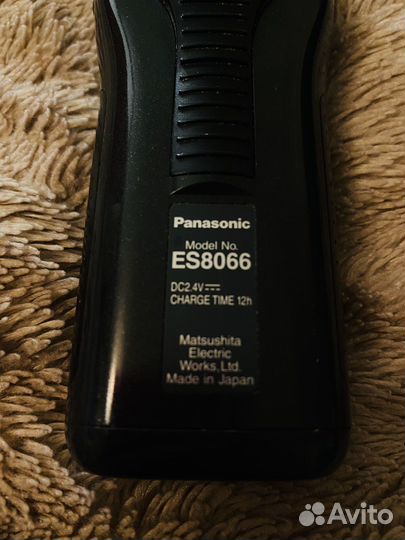 Panasonic
Model No.
ES8066
DC2.4V⎓
CHARGE TIME 12h
Matsushita
Electric
Works,Ltd.
Made in Japan
Avito